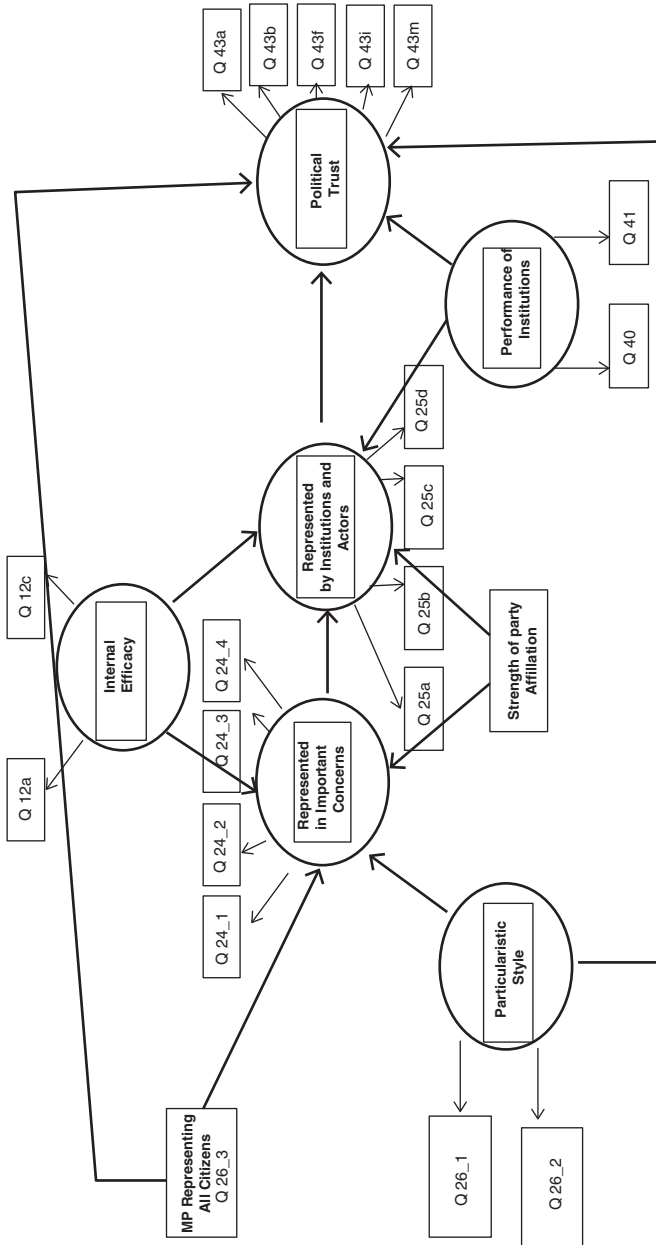 MP Representing
All Citizens
Q 26_3
Q 12a
Q 12c
Internal
Efficacy
Q 24_1
Q 24_2
Q 24_3
Q 24_4
Represented
in Important
Concerns
Represented
by Institutions and
Actors
Political
Trust
Q 43a
Q 43b
Q 43f
Q 43i
Q 43m
Q 25a
Q 25b
Q 25c
Q 25d
Particularistic
Style
Q 26_1
Q 26_2
Strength of party
Affiliation
Performance of
Institutions
Q 40
Q 41